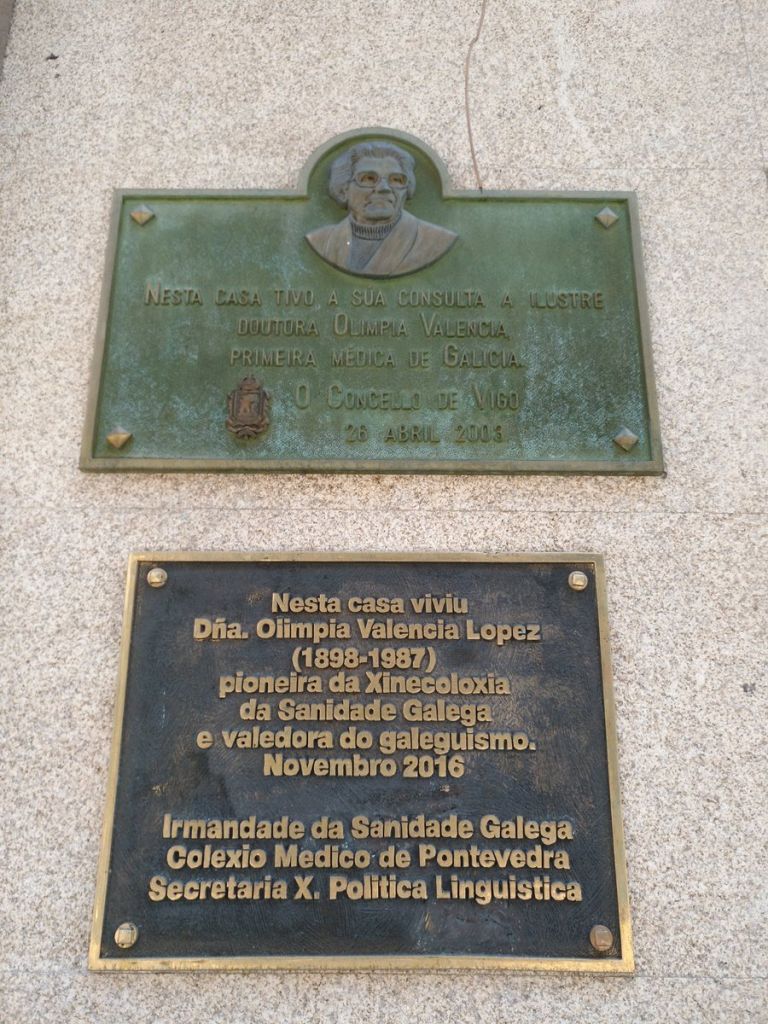 Nesta casa tivo a súa consulta a ilustre
doutora Olimpia Valencia,
primeira médica de Galicia.
O Concello de Vigo
26 abril 2003
Nesta casa viviu
Dña. Olimpia Valencia Lopez
(1898-1987)
pioneira da Xinecoloxia
da Sanidade Galega
e valedora do galeguismo.
Novembro 2016
Irmandade da Sanidade Galega
Colexio Medico de Pontevedra
Secretaria X. Politica Linguistica